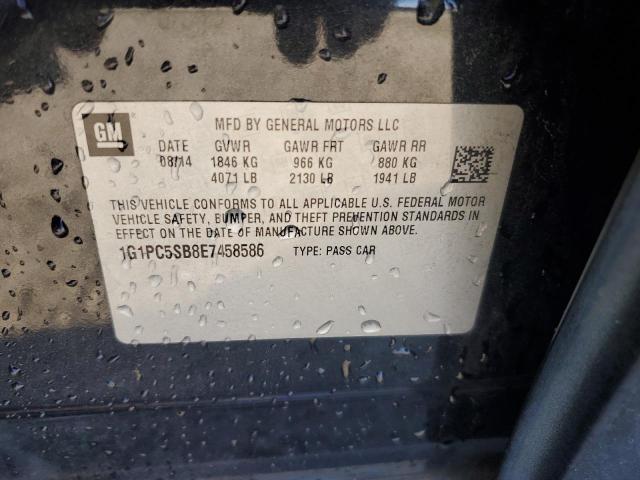 GM
MFD BY GENERAL MOTORS LLC
DATE GVWR GAWR FRT GAWR RR
08/14 1846 KG 966 KG 880 KG
4071 LB 2130 LB 1941 LB
THIS VEHICLE CONFORMS TO ALL APPLICABLE U.S. FEDERAL MOTOR
VEHICLE SAFETY, BUMPER, AND THEFT PREVENTION STANDARDS IN
EFFECT ON THE DATE OF MANUFACTURE SHOWN ABOVE.
1G1PC5SB8E7458586 TYPE: PASS CAR